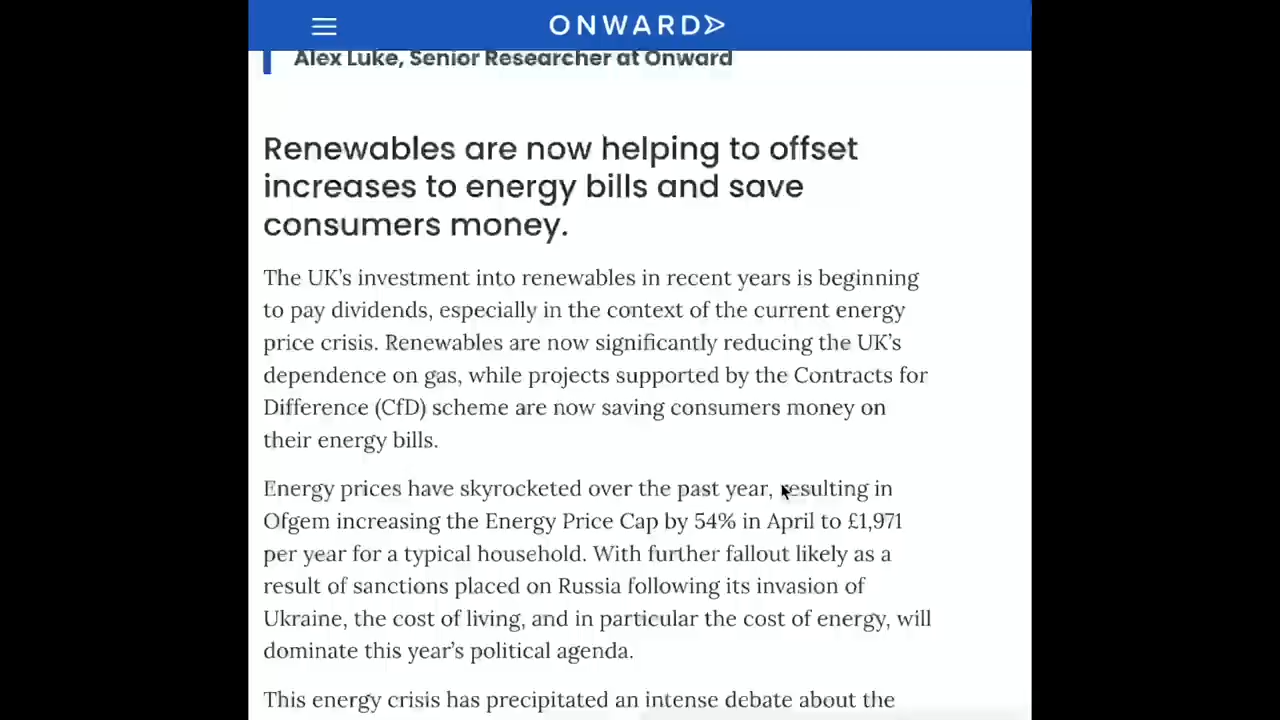 ONWARD
Alex Luke, Senior Researcher at Onward
Renewables are now helping to offset
increases to energy bills and save
consumers money.
The UK’s investment into renewables in recent years is beginning
to pay dividends, especially in the context of the current energy
price crisis. Renewables are now significantly reducing the UK’s
dependence on gas, while projects supported by the Contracts for
Difference (CfD) scheme are now saving consumers money on
their energy bills.
Energy prices have skyrocketed over the past year, resulting in
Ofgem increasing the Energy Price Cap by 54% in April to £1,971
per year for a typical household. With further fallout likely as a
result of sanctions placed on Russia following its invasion of
Ukraine, the cost of living, and in particular the cost of energy, will
dominate this year’s political agenda.
This energy crisis has precipitated an intense debate about the